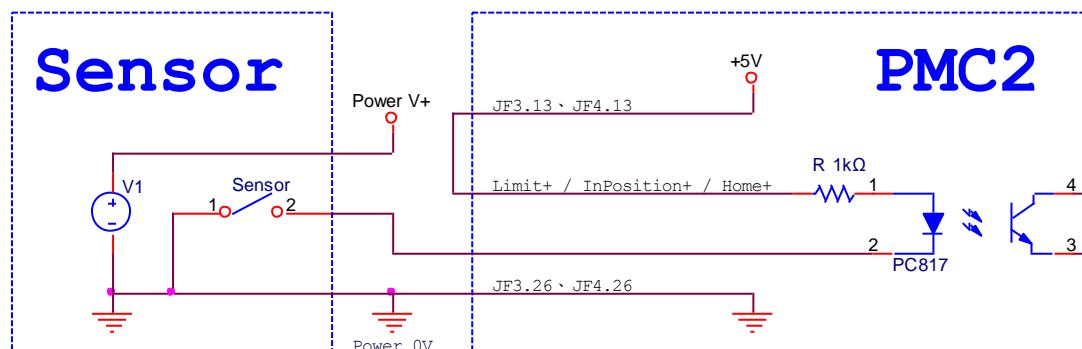 Sensor
PMC2
+5V
Power V+
JF3.13、JF4.13
R 1kΩ
V1
Sensor
Limit+ / InPosition+ / Home+
1
4
1
2
2
3
PC817
JF3.26、JF4.26
Power 0V